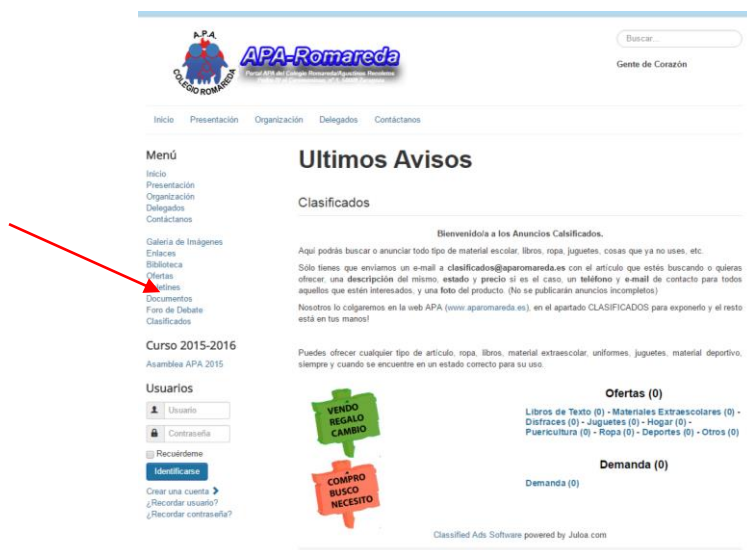 A.P.A.
COLEGIO ROMAREDA
APA-Romareda
Portal APA del Colegio Romareda/Agustinos Recoletos
Buscar...
Gente de Corazón
Inicio Presentación Organización Delegados Contáctanos
Menú
Inicio
Presentación
Organización
Delegados
Contáctanos
Galería de Imágenes
Enlaces
Biblioteca
Ofertas
Boletines
Documentos
Foro de Debate
Clasificados
Curso 2015-2016
Asamblea APA 2015
Usuarios
Usuario
Contraseña
Recuérdeme
Identificarse
Crear una cuenta
¿Recordar usuario?
¿Recordar contraseña?
Ultimos Avisos
Clasificados
Bienvenido/a a los Anuncios Calsificados.
Aquí podrás buscar o anunciar todo tipo de material escolar, libros, ropa, juguetes, cosas que ya no uses, etc.
Sólo tienes que enviarnos un e-mail a clasificados@aparomareda.es con el artículo que estés buscando o quieras
ofrecer, una descripción del mismo, estado y precio si es el caso, un teléfono y e-mail de contacto para todos
aquellos que estén interesados, y una foto del producto. (No se publicarán anuncios incompletos)
Nosotros lo colgaremos en la web APA (www.aparomareda.es), en el apartado CLASIFICADOS para exponerlo y el resto
está en tus manos!
Puedes ofrecer cualquier tipo de artículo, ropa, libros, material extraescolar, uniformes, juguetes, material deportivo,
siempre y cuando se encuentre en un estado correcto para su uso.
VENDO
REGALO
CAMBIO
Ofertas (0)
Libros de Texto (0) - Materiales Extraescolares (0) -
Disfraces (0) - Juguetes (0) - Hogar (0) -
Puericultura (0) - Ropa (0) - Deportes (0) - Otros (0)
COMPRO
BUSCO
NECESITO
Demanda (0)
Demanda (0)
Classified Ads Software powered by Juloa.com